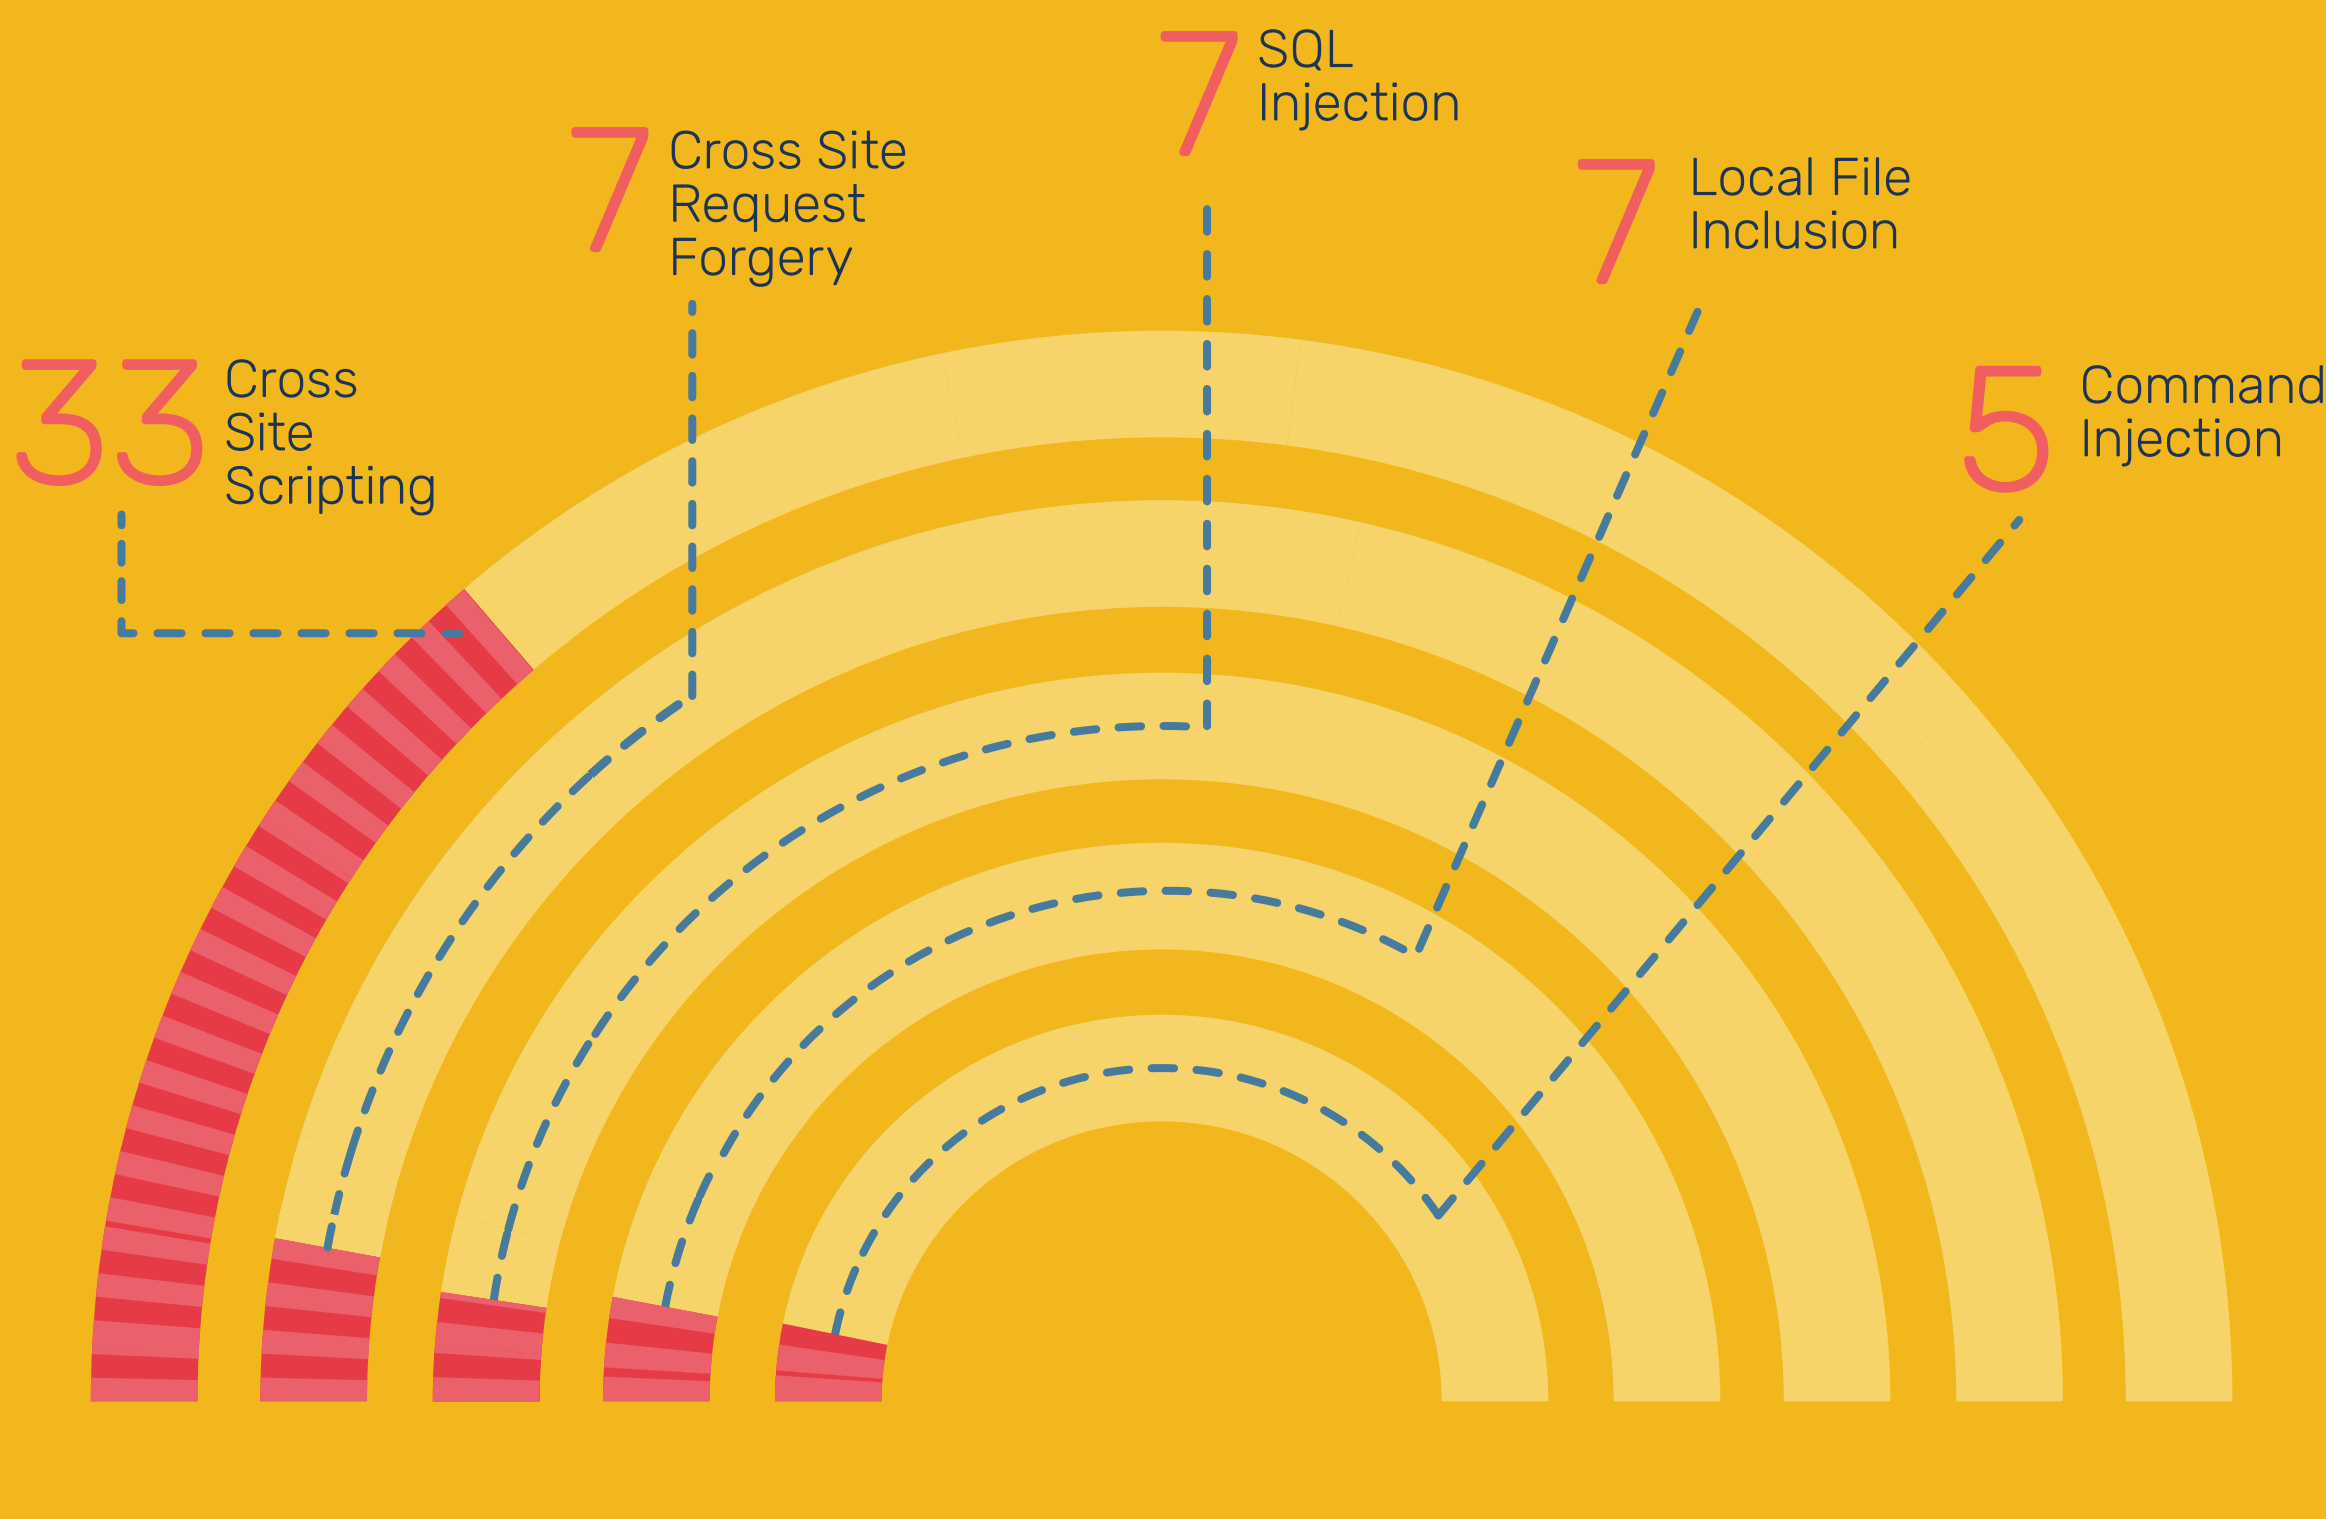 33
Cross
Site
Scripting
7
Cross Site
Request
Forgery
7
SQL
Injection
7
Local File
Inclusion
5
Command
Injection